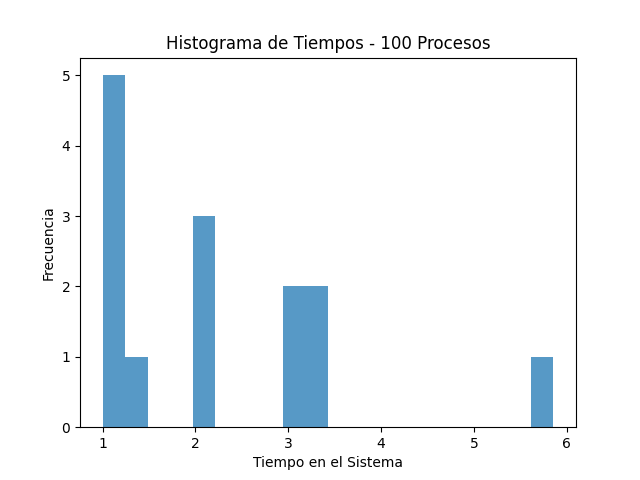 Histograma de Tiempos - 100 Procesos
5
4
3
2
1
0
Frecuencia
1 2 3 4 5 6
Tiempo en el Sistema